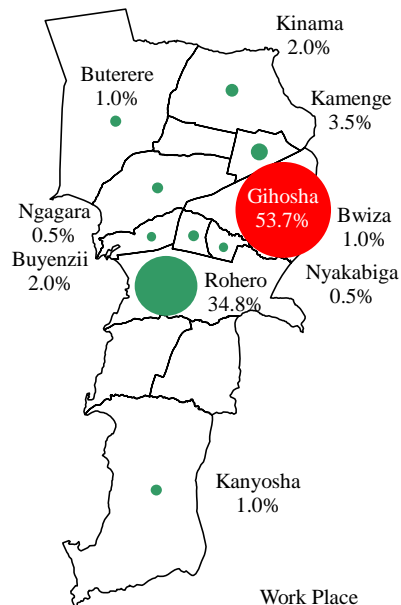 Kinama
2.0%
Buterere
1.0%
Kamenge
3.5%
Gihosha
53.7%
Ngagara
0.5%
Bwiza
1.0%
Buyenzii
2.0%
Rohero
34.8%
Nyakabiga
0.5%
Kanyosha
1.0%
Work Place